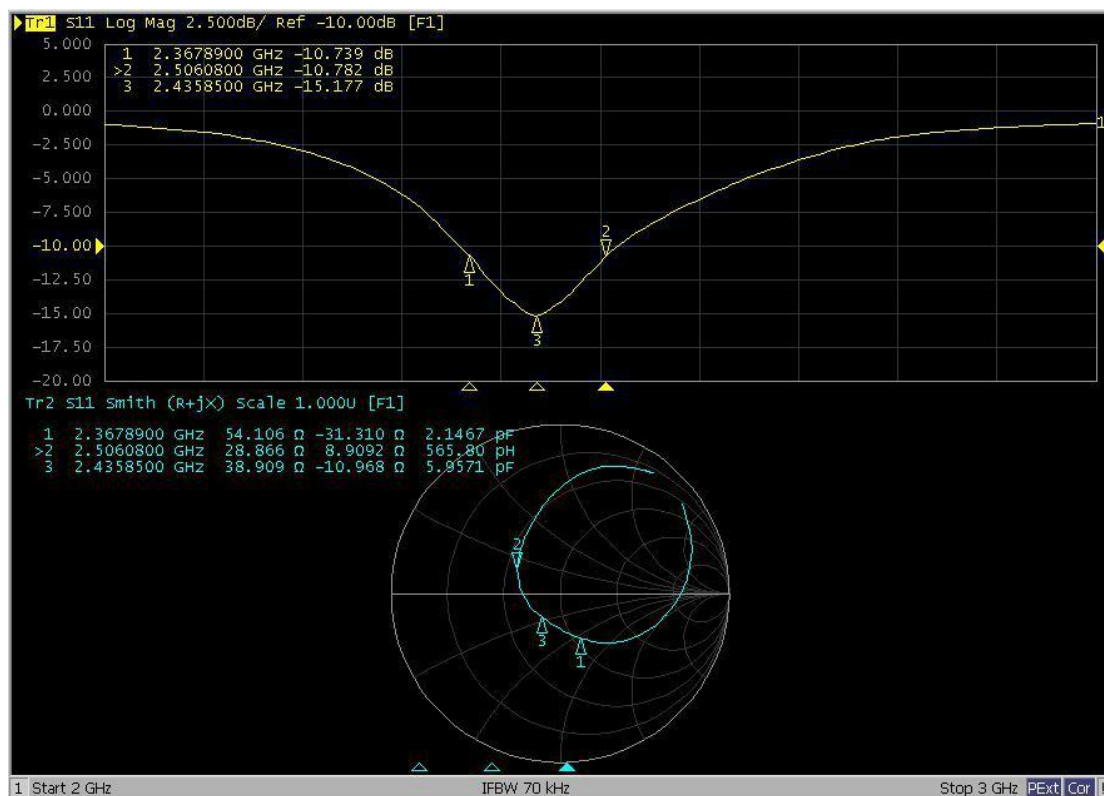 Tr1 S11 Log Mag 2.500dB/ Ref -10.00dB [F1]
5.000
2.500
0.000
-2.500
-5.000
-7.500
-10.00
-12.50
-15.00
-17.50
-20.00
1 2.3678900 GHz -10.739 dB
>2 2.5060800 GHz -10.782 dB
3 2.4358500 GHz -15.177 dB
1
2
1
3
Tr2 S11 Smith (R+jX) Scale 1.000U [F1]
1 2.3678900 GHz 54.106 Ω -31.310 Ω 2.1467 pF
>2 2.5060800 GHz 28.866 Ω 8.9092 Ω 565.80 pH
3 2.4358500 GHz 38.909 Ω -10.968 Ω 5.9571 pF
2
3
1
1 Start 2 GHz IFBW 70 kHz Stop 3 GHz PExt Cor